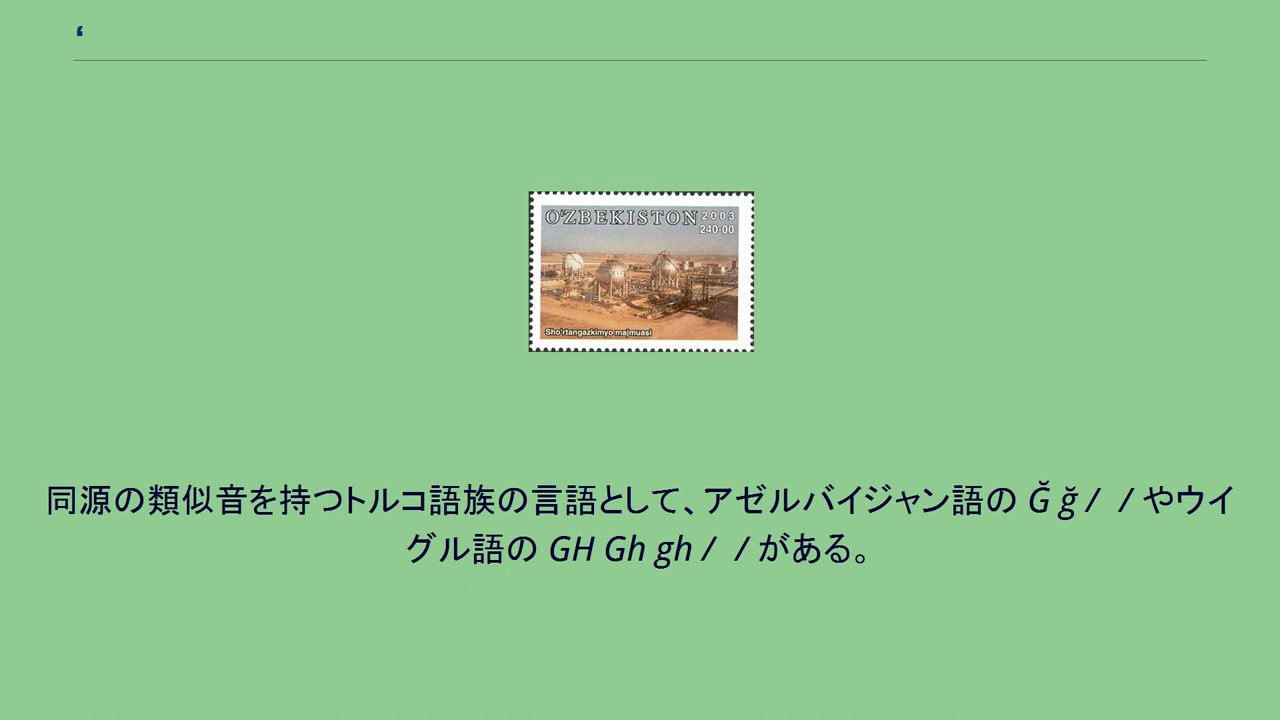 ‘
O‘ZBEKISTON 2003
240-00
Sho‘rtangazkimyo majmuasi
同源の類似音を持つトルコ語族の言語として、アゼルバイジャン語の Ğ ğ /  / やウイ
グル語の GH Gh gh /  / がある。